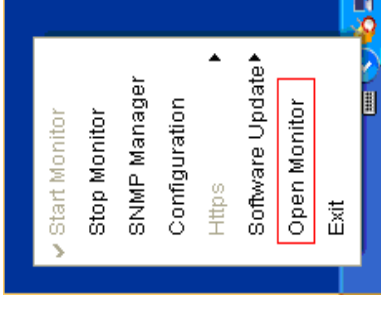 Start Monitor
Stop Monitor
SNMP Manager
Configuration
Https
Software Update
Open Monitor
Exit